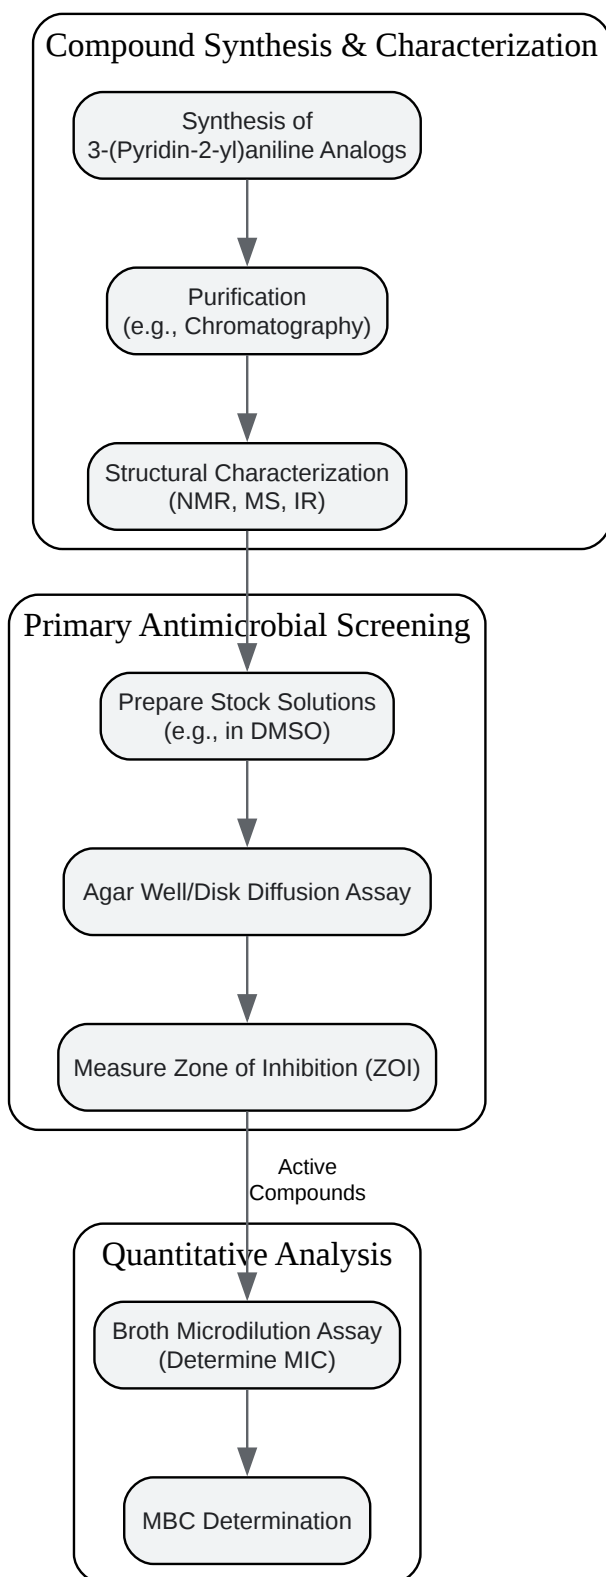 Compound Synthesis & Characterization
Synthesis of
3-(Pyridin-2-yl)aniline Analogs
Purification
(e.g., Chromatography)
Structural Characterization
(NMR, MS, IR)
Primary Antimicrobial Screening
Prepare Stock Solutions
(e.g., in DMSO)
Agar Well/Disk Diffusion Assay
Measure Zone of Inhibition (ZOI)
Active
Compounds
Quantitative Analysis
Broth Microdilution Assay
(Determine MIC)
MBC Determination